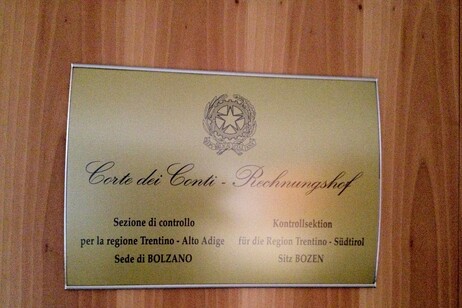 Corte dei Conti - Rechnungshof
Sezione di controllo
per la regione Trentino - Alto Adige
Sede di BOLZANO
Kontrollsektion
für die Region Trentino - Südtirol
Sitz BOZEN